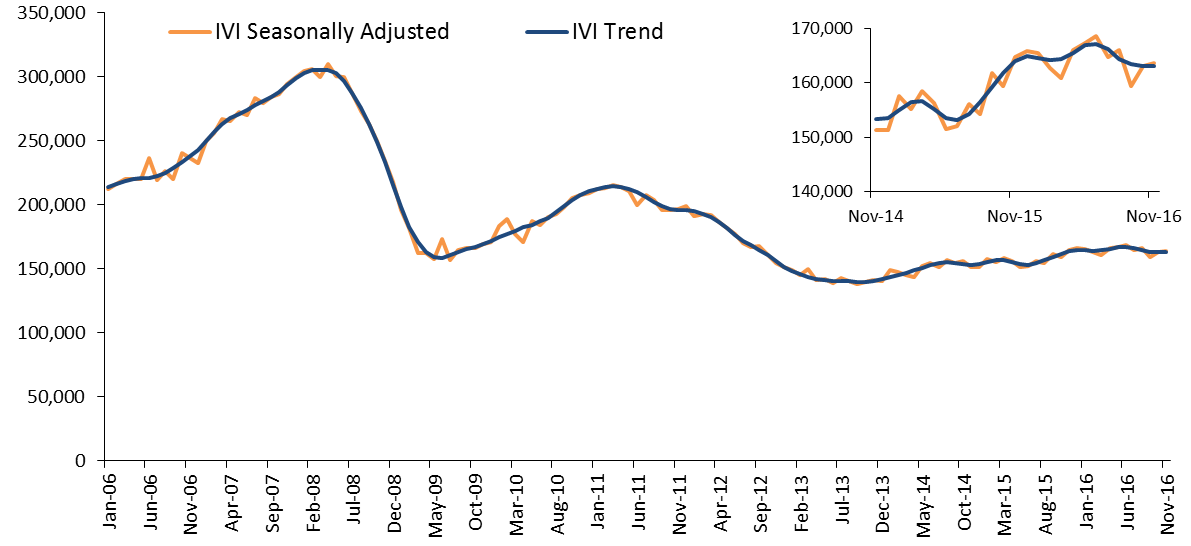 IVI Seasonally Adjusted
IVI Trend
350,000
300,000
250,000
200,000
150,000
100,000
50,000
0
Jan-06
Jun-06
Nov-06
Apr-07
Sep-07
Feb-08
Jul-08
Dec-08
May-09
Oct-09
Mar-10
Aug-10
Jan-11
Jun-11
Nov-11
Apr-12
Sep-12
Feb-13
Jul-13
Dec-13
May-14
Oct-14
Mar-15
Aug-15
Jan-16
Jun-16
Nov-16
170,000
160,000
150,000
140,000
Nov-14
Nov-15
Nov-16